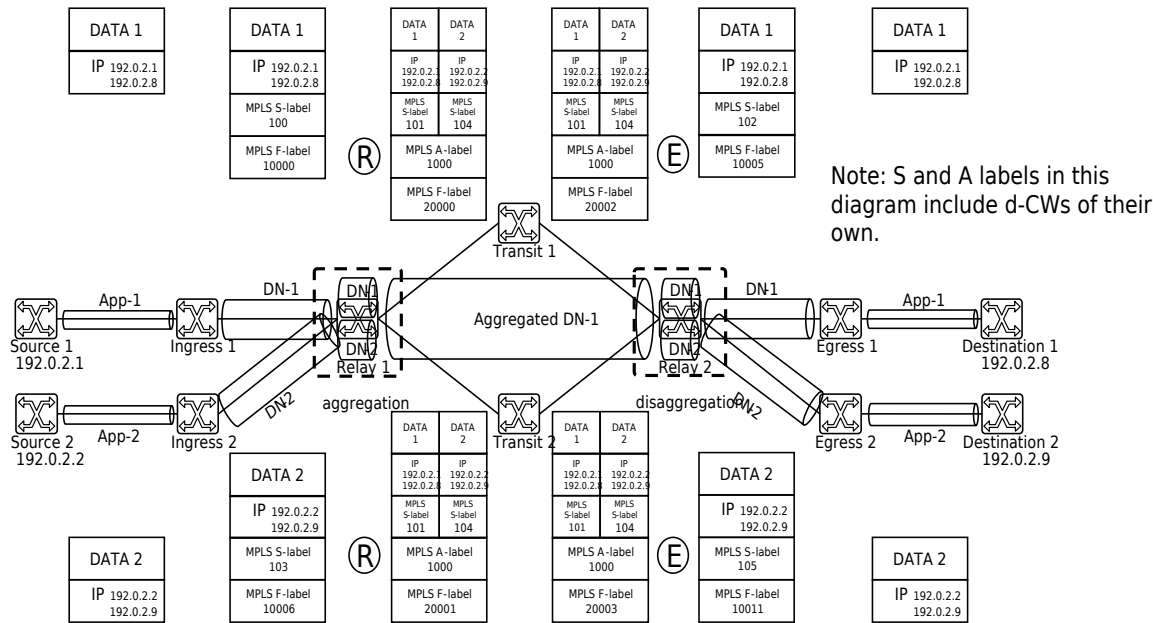 DATA 1
IP 192.0.2.1
192.0.2.8
DATA 1
IP 192.0.2.1
192.0.2.8
MPLS S-label
100
MPLS F-label
10000
R
DATA
1
DATA
2
IP
192.0.2.1
192.0.2.8
IP
192.0.2.2
192.0.2.9
MPLS
S-label
101
MPLS
S-label
104
MPLS A-label
1000
MPLS F-label
20000
DATA
1
DATA
2
IP
192.0.2.1
192.0.2.8
IP
192.0.2.2
192.0.2.9
MPLS
S-label
101
MPLS
S-label
104
MPLS A-label
1000
MPLS F-label
20002
E
DATA 1
IP 192.0.2.1
192.0.2.8
MPLS S-label
102
MPLS F-label
10005
DATA 1
IP 192.0.2.1
192.0.2.8
Note: S and A labels in this
diagram include d-CWs of their
own.
Transit 1
Source 1
192.0.2.1
App-1
Ingress 1
DN-1
DN-1
DN-2
Relay 1
aggregation
Aggregated DN-1
DN-1
DN-2
Relay 2
disaggregation
DN-1
Egress 1
App-1
Destination 1
192.0.2.8
Source 2
192.0.2.2
App-2
Ingress 2
DN-2
Transit 2
DN-2
Egress 2
App-2
Destination 2
192.0.2.9
DATA 2
IP 192.0.2.2
192.0.2.9
DATA 2
IP 192.0.2.2
192.0.2.9
MPLS S-label
103
MPLS F-label
10006
R
DATA
1
DATA
2
IP
192.0.2.1
192.0.2.8
IP
192.0.2.2
192.0.2.9
MPLS
S-label
101
MPLS
S-label
104
MPLS A-label
1000
MPLS F-label
20001
DATA
1
DATA
2
IP
192.0.2.1
192.0.2.8
IP
192.0.2.2
192.0.2.9
MPLS
S-label
101
MPLS
S-label
104
MPLS A-label
1000
MPLS F-label
20003
E
DATA 2
IP 192.0.2.2
192.0.2.9
MPLS S-label
105
MPLS F-label
10011
DATA 2
IP 192.0.2.2
192.0.2.9